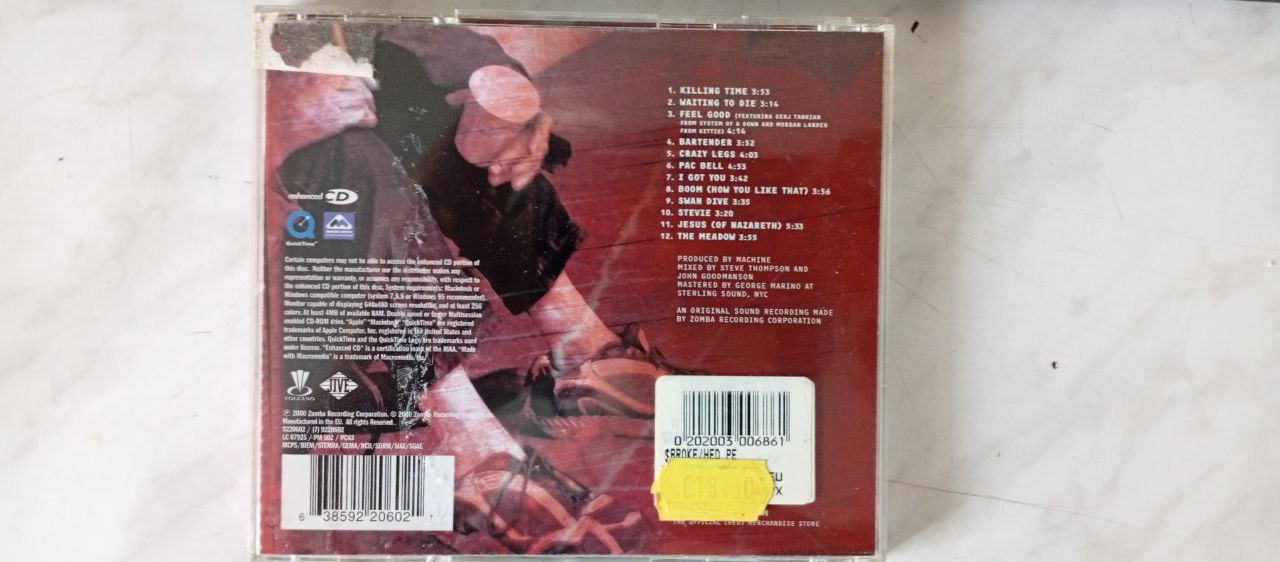 1. KILLING TIME 3:53
2. WAITING TO DIE 3:14
3. FEEL GOOD (FEATURING SERJ TANKIAN
FROM SYSTEM OF A DOWN AND MORGAN LANDER
FROM KITTIE) 4:14
4. BARTENDER 3:52
5. CRAZY LEGS 4:03
6. PAC BELL 4:53
7. I GOT YOU 3:42
8. BOOM (HOW YOU LIKE THAT) 3:56
9. SWAN DIVE 3:35
10. STEVIE 3:20
11. JESUS (OF NAZARETH) 5:33
12. THE MEADOW 3:55
PRODUCED BY MACHINE
MIXED BY STEVE THOMPSON AND
JOHN GOODMANSON
MASTERED BY GEORGE MARINO AT
STERLING SOUND, NYC
AN ORIGINAL SOUND RECORDING MADE
BY ZOMBA RECORDING CORPORATION
enhanced CD
QuickTime™
Certain computers may not be able to access the enhanced CD portion of
this disc. Neither the manufacturer nor the distributor makes any
representation or warranty, or assumes any responsibility, with respect to
the enhanced CD portion of this disc. System requirements: Macintosh or
Windows compatible computer (system 7.5.5 or Windows 95 recommended).
Monitor capable of displaying 640x480 screen resolution, and at least 256
colors. At least 4MB of available RAM. Double speed or faster Multisession
enabled CD-ROM drive. "Apple" "Macintosh" "QuickTime" are registered
trademarks of Apple Computer, Inc. registered in the United States and
other countries. QuickTime and the QuickTime Logo are trademarks used
under license. "Enhanced CD" is a certification mark of the RIAA. "Made
with Macromedia" is a trademark of Macromedia, Inc.
VOLCANO
JIVE
℗ 2000 Zomba Recording Corporation. © 2000 Zomba Recording
Manufactured in the EU. All rights Reserved.
9220602 / (7) 9220602
LC 07925 / PM 502 / PC43
MCPS/BIEM/STEMRA/GEMA/NCB/SDRM/SIAE/SGAE
6 38592 20602
0 202003 006861
$BROKE/HED PE
EU
THE OFFICIAL (HED) MERCHANDISE STORE